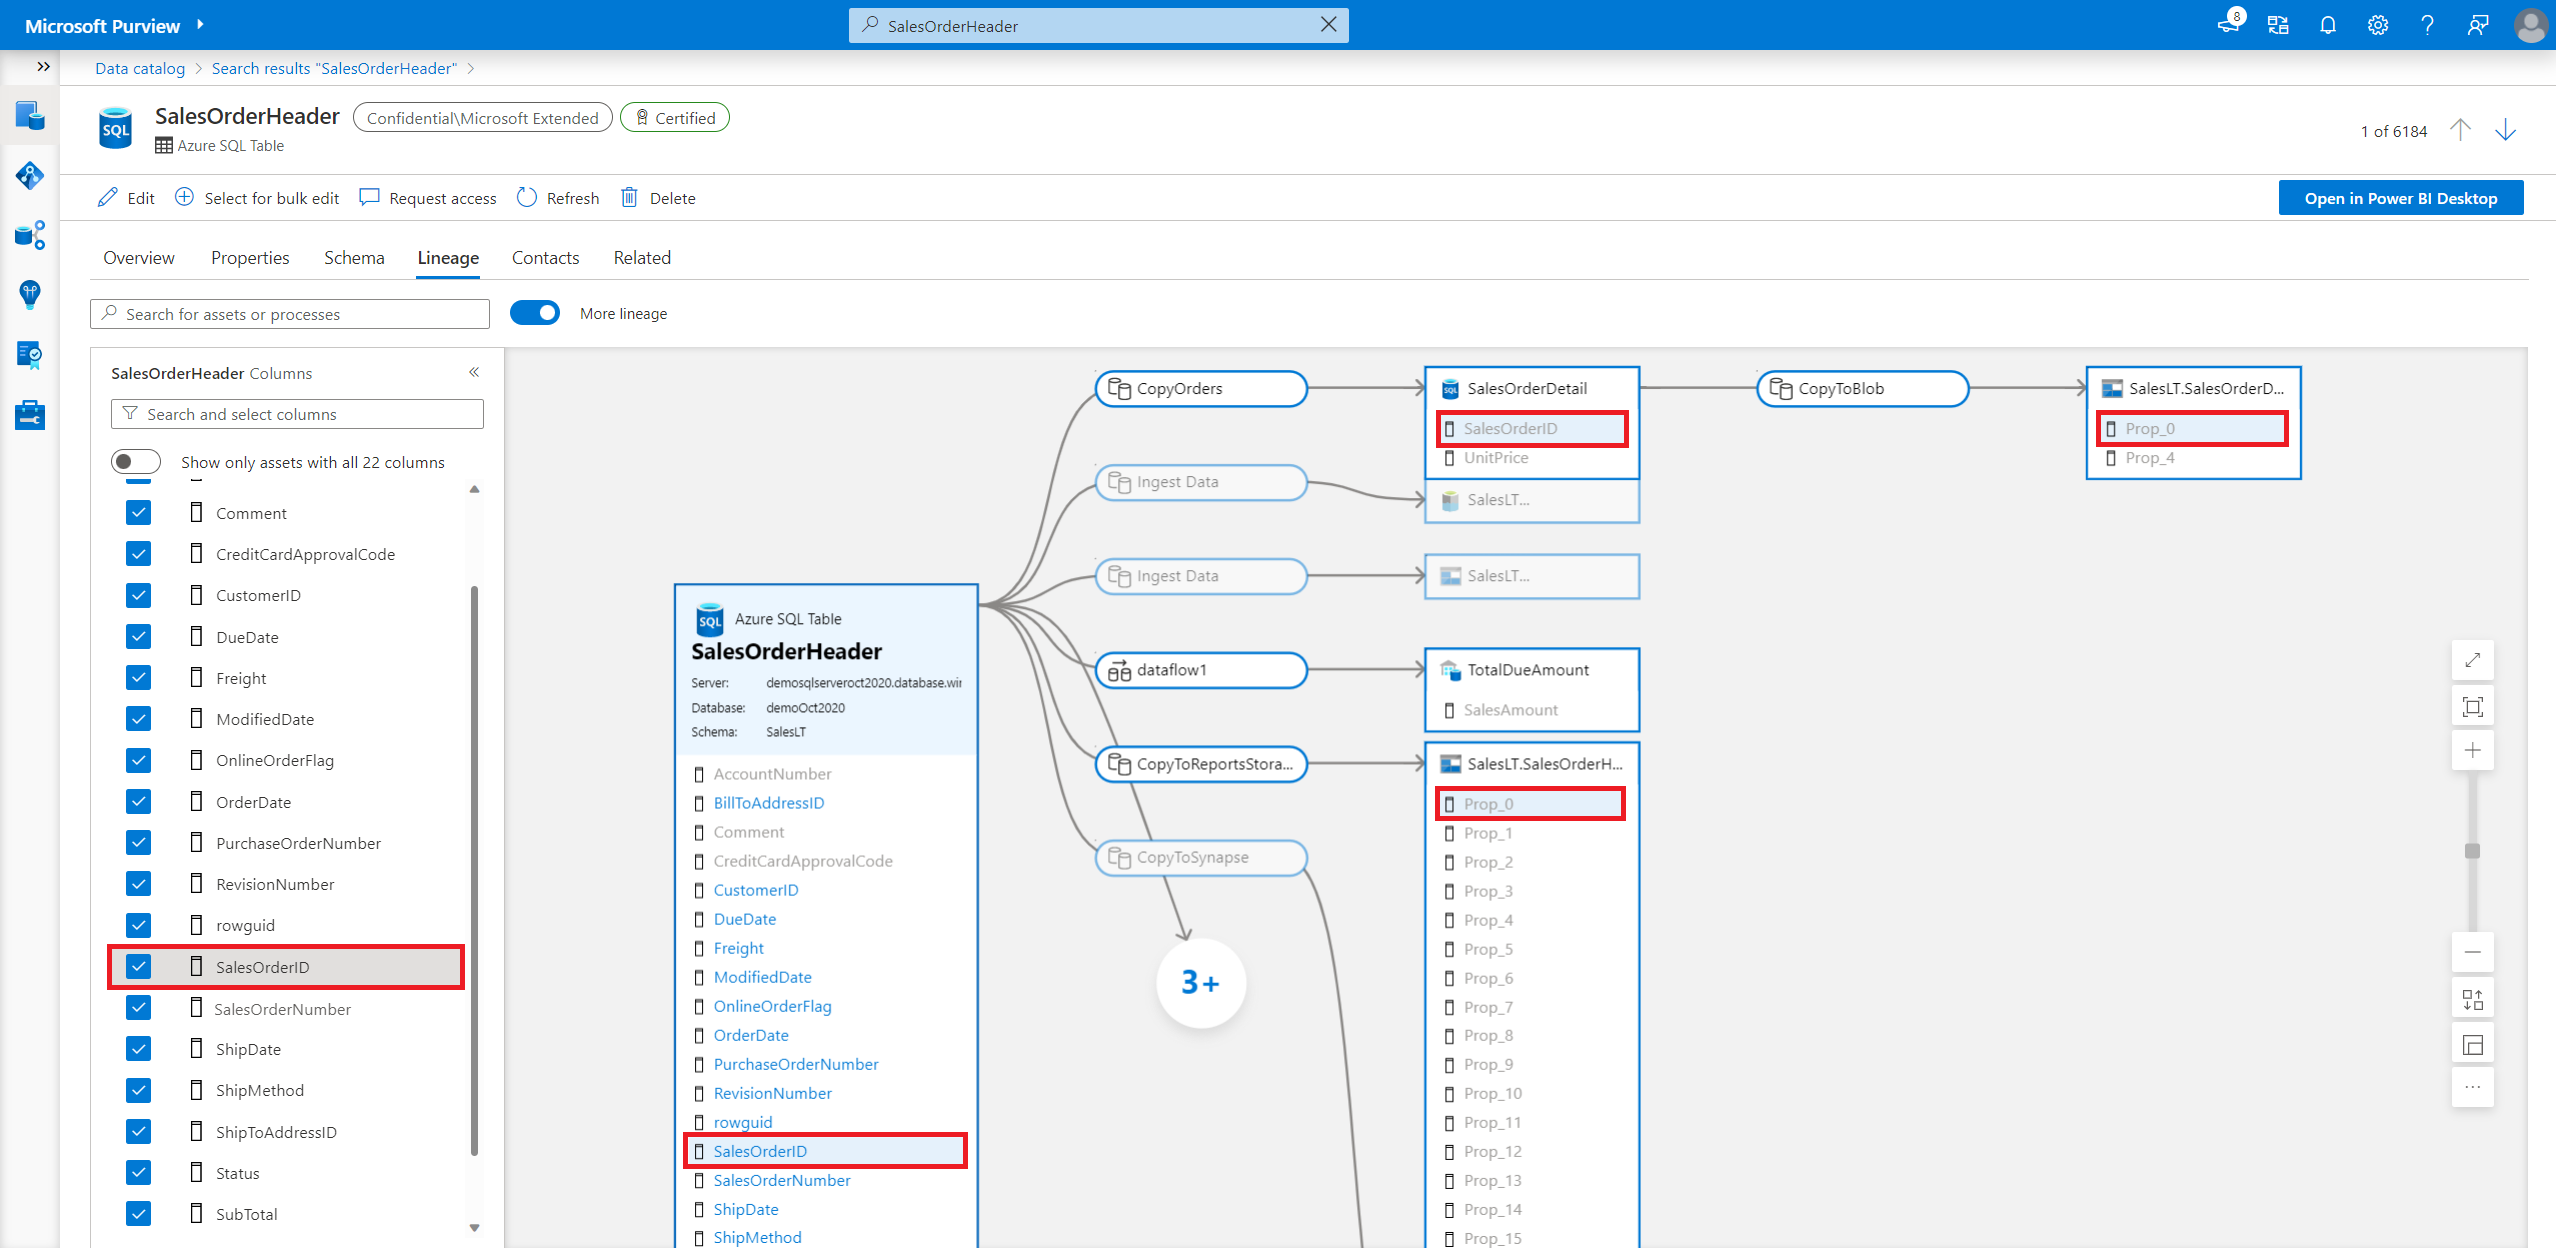 Microsoft Purview
SalesOrderHeader
8
Data catalog
Search results "SalesOrderHeader"
SQL
SalesOrderHeader
Confidential\Microsoft Extended
Certified
Azure SQL Table
1 of 6184
Edit
Select for bulk edit
Request access
Refresh
Delete
Open in Power BI Desktop
Overview
Properties
Schema
Lineage
Contacts
Related
Search for assets or processes
More lineage
SalesOrderHeader Columns
Search and select columns
Show only assets with all 22 columns
Comment
CreditCardApprovalCode
CustomerID
DueDate
Freight
ModifiedDate
OnlineOrderFlag
OrderDate
PurchaseOrderNumber
RevisionNumber
rowguid
SalesOrderID
SalesOrderNumber
ShipDate
ShipMethod
ShipToAddressID
Status
SubTotal
SQL
Azure SQL Table
SalesOrderHeader
Server: demosqlserveroct2020.database.wir
Database: demoOct2020
Schema: SalesLT
AccountNumber
BillToAddressID
Comment
CreditCardApprovalCode
CustomerID
DueDate
Freight
ModifiedDate
OnlineOrderFlag
OrderDate
PurchaseOrderNumber
RevisionNumber
rowguid
SalesOrderID
SalesOrderNumber
ShipDate
ShipMethod
CopyOrders
Ingest Data
Ingest Data
dataflow1
CopyToReportsStora...
CopyToSynapse
3+
SQL
SalesOrderDetail
SalesOrderID
UnitPrice
SalesLT...
SalesLT...
TotalDueAmount
SalesAmount
SalesLT.SalesOrderH...
Prop_0
Prop_1
Prop_2
Prop_3
Prop_4
Prop_5
Prop_6
Prop_7
Prop_8
Prop_9
Prop_10
Prop_11
Prop_12
Prop_13
Prop_14
Prop_15
CopyToBlob
SalesLT.SalesOrderD...
Prop_0
Prop_4